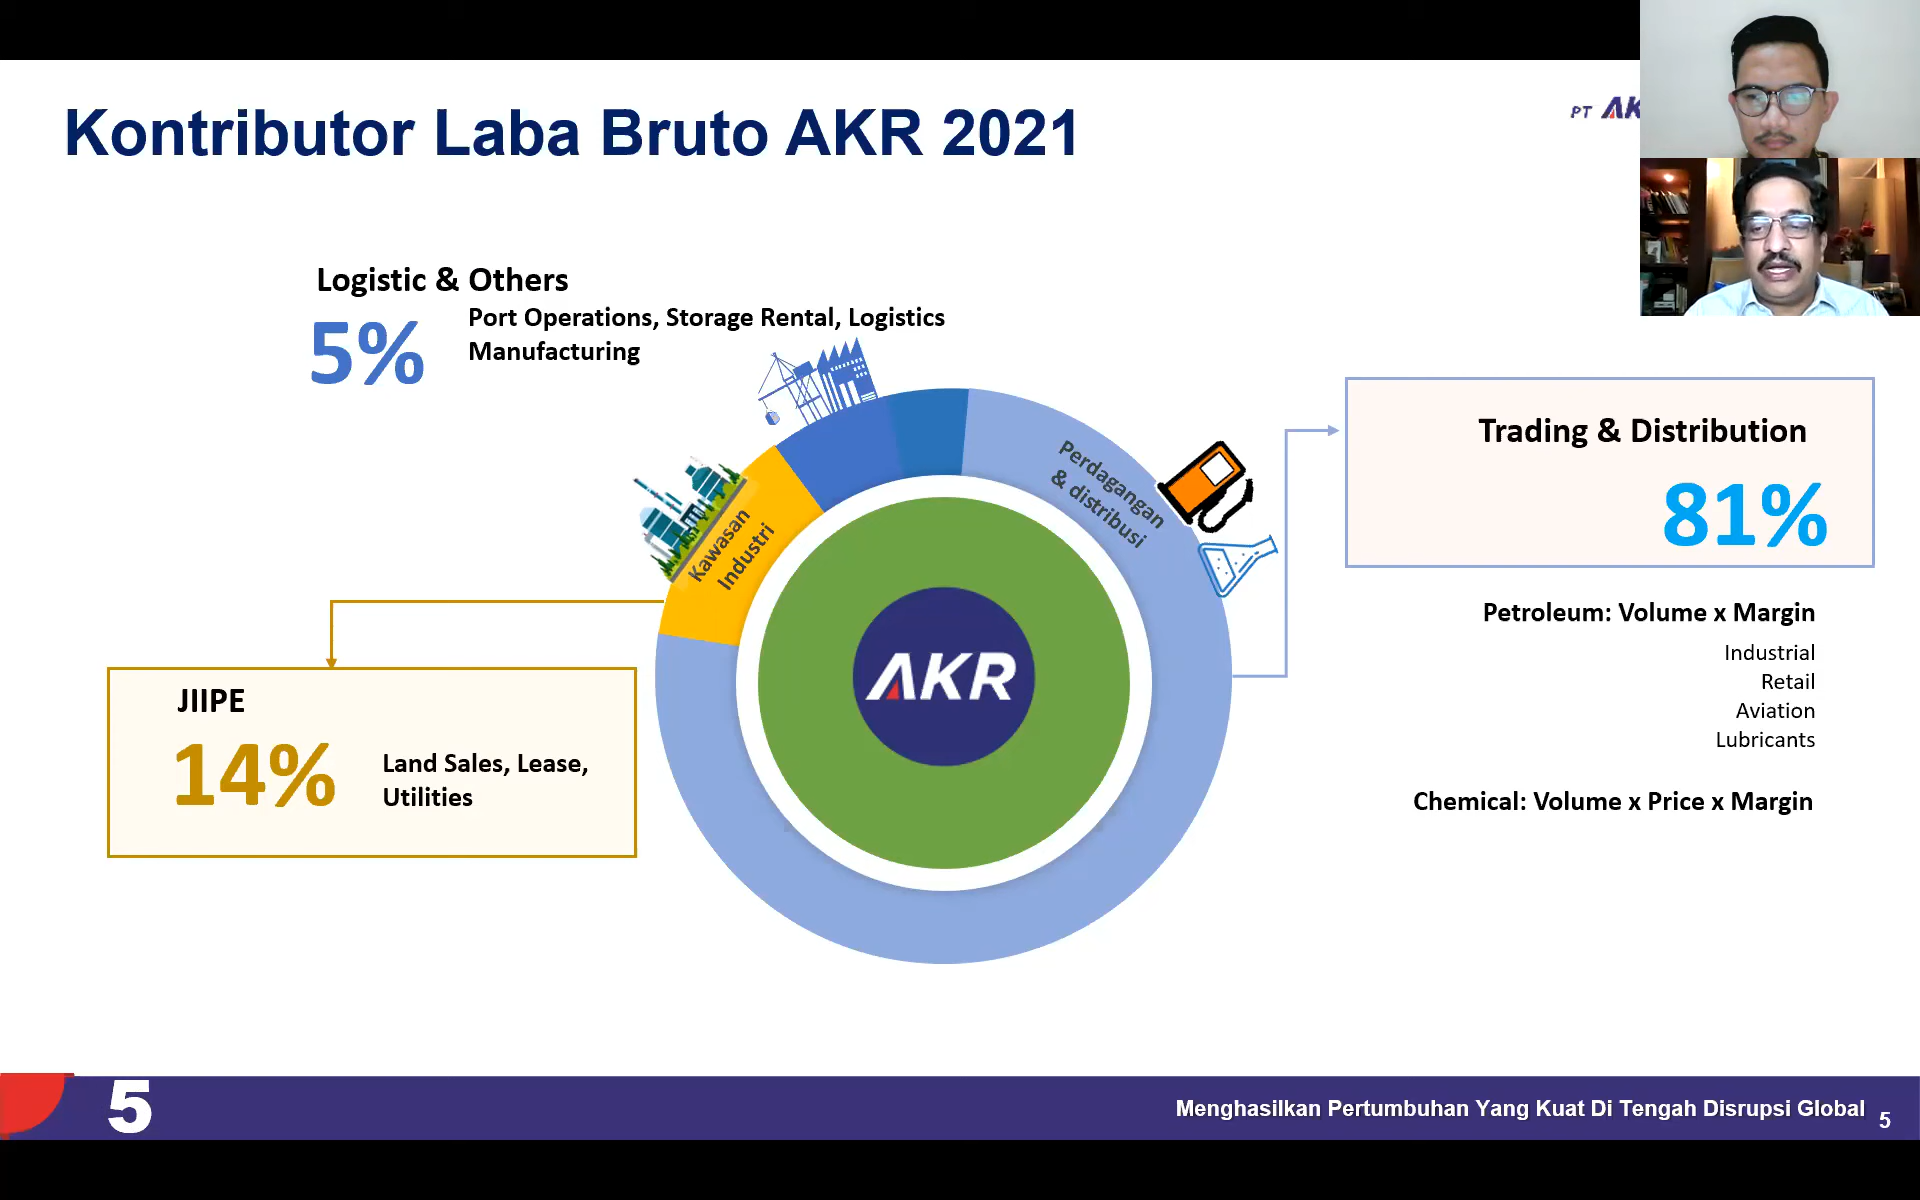 Kontributor Laba Bruto AKR 2021
PT AK
Logistic & Others
5%
Port Operations, Storage Rental, Logistics
Manufacturing
Trading & Distribution
81%
Perdagangan
& distribusi
Kawasan
Industri
Petroleum: Volume x Margin
Industrial
Retail
Aviation
Lubricants
Chemical: Volume x Price x Margin
AKR
JIIPE
14%
Land Sales, Lease,
Utilities
5
Menghasilkan Pertumbuhan Yang Kuat Di Tengah Disrupsi Global
5